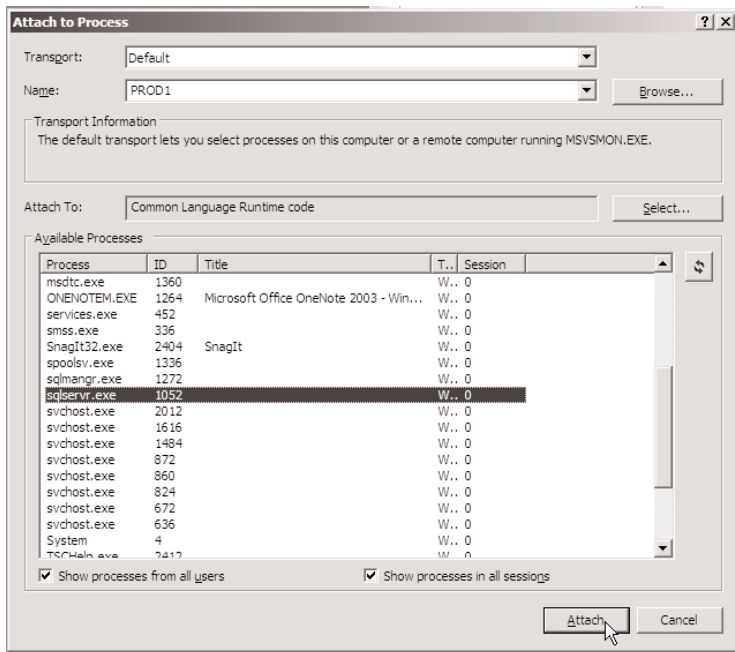 Attach to Process
Transport: Default
Name: PROD1 Browse...
Transport Information
The default transport lets you select processes on this computer or a remote computer running MSVSMON.EXE.
Attach To: Common Language Runtime code Select...
Available Processes
Process ID Title T.. Session
msdtc.exe 1360 W.. 0
ONENOTEM.EXE 1264 Microsoft Office OneNote 2003 - Win... W.. 0
services.exe 452 W.. 0
smss.exe 336 W.. 0
SnagIt32.exe 2404 SnagIt W.. 0
spoolsv.exe 1336 W.. 0
sqlmangr.exe 1272 W.. 0
sqlservr.exe 1052 W.. 0
svchost.exe 2012 W.. 0
svchost.exe 1616 W.. 0
svchost.exe 1484 W.. 0
svchost.exe 872 W.. 0
svchost.exe 860 W.. 0
svchost.exe 824 W.. 0
svchost.exe 672 W.. 0
svchost.exe 636 W.. 0
System 4 W.. 0
TSCHelp.exe 2412 W.. 0
Show processes from all users Show processes in all sessions
Attach Cancel